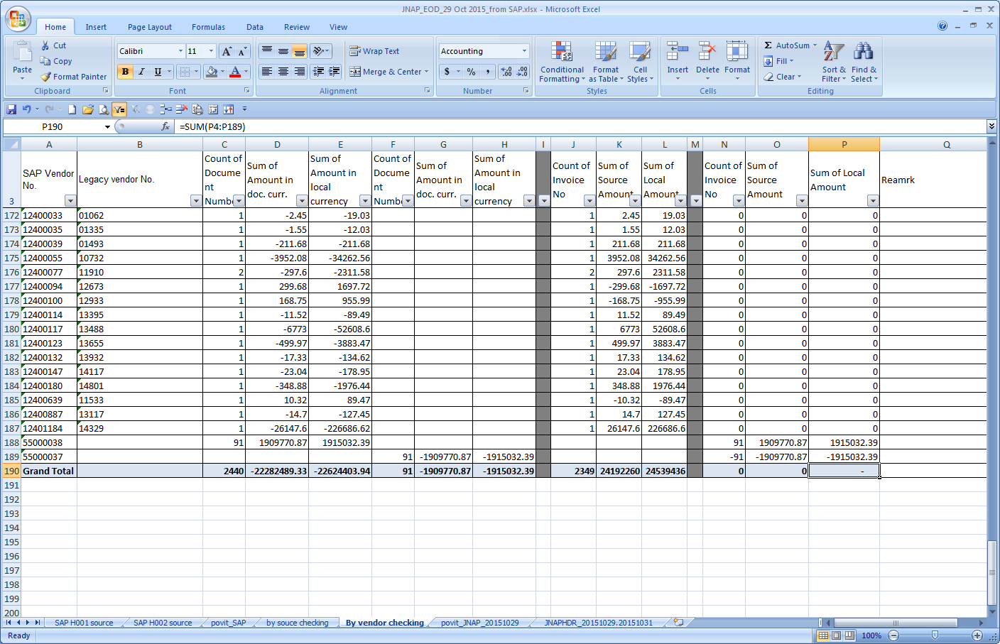 JNAP_EOD_29 Oct 2015_from SAP.xlsx - Microsoft Excel
Home Insert Page Layout Formulas Data Review View
Paste Cut Copy Format Painter Clipboard
Calibri 11 B I U A A A Font
Wrap Text Merge & Center Alignment
Accounting $ % , Number
Conditional Formatting Format as Table Cell Styles Styles
Insert Delete Format Cells
Σ AutoSum Fill Clear Sort & Filter Find & Select Editing
P190 fx =SUM(P4:P189)
A B C D E F G H I J K L M N O P Q
3 SAP Vendor No. Legacy vendor No. Count of Docume nt Numbe Sum of Amount in doc. curr. Sum of Amount in local currency Count of Docume nt Numbe Sum of Amount in doc. curr. Sum of Amount in local currency Count of Invoice No Sum of Source Amount Sum of Local Amount Count of Invoice No Sum of Source Amount Sum of Local Amount Reamrk
172 12400033 01062 1 -2.45 -19.03 1 2.45 19.03 0 0 0
173 12400035 01335 1 -1.55 -12.03 1 1.55 12.03 0 0 0
174 12400039 01493 1 -211.68 -211.68 1 211.68 211.68 0 0 0
175 12400055 10732 1 -3952.08 -34262.56 1 3952.08 34262.56 0 0 0
176 12400077 11910 2 -297.6 -2311.58 2 297.6 2311.58 0 0 0
177 12400094 12673 1 299.68 1697.72 1 -299.68 -1697.72 0 0 0
178 12400100 12933 1 168.75 955.99 1 -168.75 -955.99 0 0 0
179 12400114 13395 1 -11.52 -89.49 1 11.52 89.49 0 0 0
180 12400117 13488 1 -6773 -52608.6 1 6773 52608.6 0 0 0
181 12400123 13655 1 -499.97 -3883.47 1 499.97 3883.47 0 0 0
182 12400132 13932 1 -17.33 -134.62 1 17.33 134.62 0 0 0
183 12400147 14117 1 -23.04 -178.95 1 23.04 178.95 0 0 0
184 12400180 14801 1 -348.88 -1976.44 1 348.88 1976.44 0 0 0
185 12400639 11533 1 10.32 89.47 1 -10.32 -89.47 0 0 0
186 12400887 13117 1 -14.7 -127.45 1 14.7 127.45 0 0 0
187 12401184 14329 1 -26147.6 -226686.62 1 26147.6 226686.6 0 0 0
188 55000038 91 1909770.87 1915032.39 91 1909770.87 1915032.39
189 55000037 91 -1909770.87 -1915032.39 -91 -1909770.87 -1915032.39
190 Grand Total 2440 -22282489.33 -22624403.94 91 -1909770.87 -1915032.39 2349 24192260 24539436 0 0 -
191
192
193
194
195
196
197
198
199
200
SAP H001 source SAP H002 source povit_SAP by souce checking By vendor checking povit_JNAP_20151029 JNAPHDR_20151029.20151031
Ready 100%